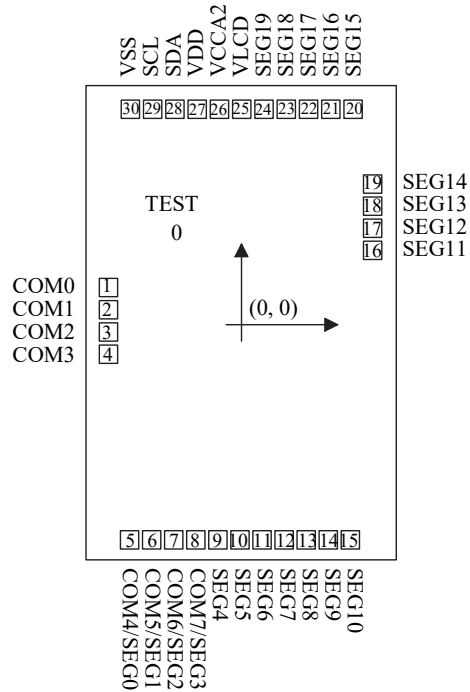 VSS
SCL
SDA
VDD
VCCA2
VLCD
SEG19
SEG18
SEG17
SEG16
SEG15
30 29 28 27 26 25 24 23 22 21 20
19 SEG14
18 SEG13
17 SEG12
16 SEG11
TEST
0
(0, 0)
COM0 1
COM1 2
COM2 3
COM3 4
5 6 7 8 9 10 11 12 13 14 15
COM4/SEG0
COM5/SEG1
COM6/SEG2
COM7/SEG3
SEG4
SEG5
SEG6
SEG7
SEG8
SEG9
SEG10